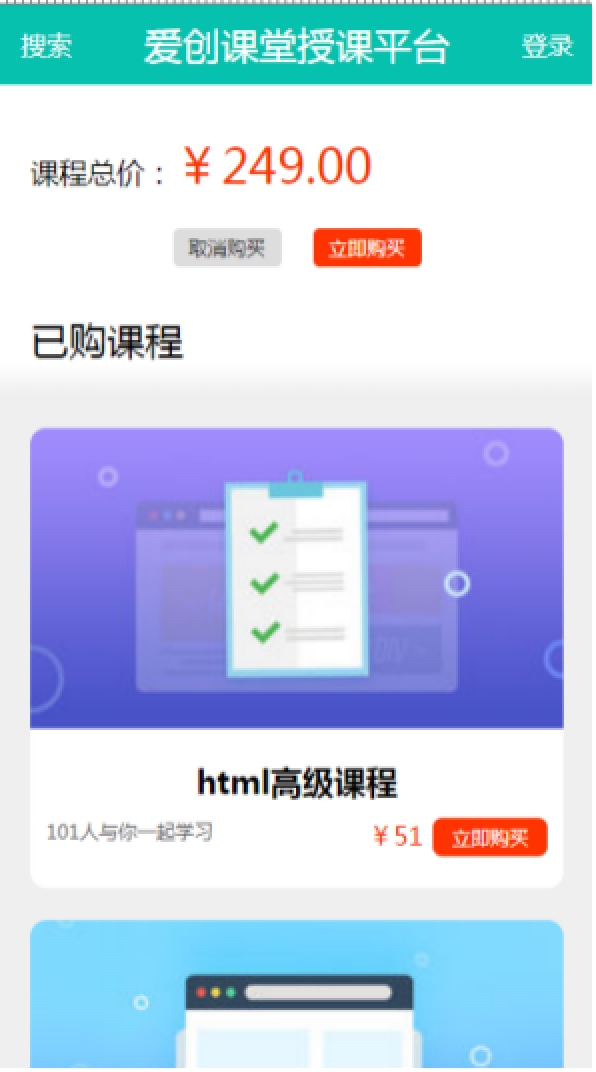 搜索 爱创课堂授课平台 登录
课程总价： ¥ 249.00
取消购买 立即购买
已购课程
html高级课程
101人与你一起学习 ¥ 51 立即购买